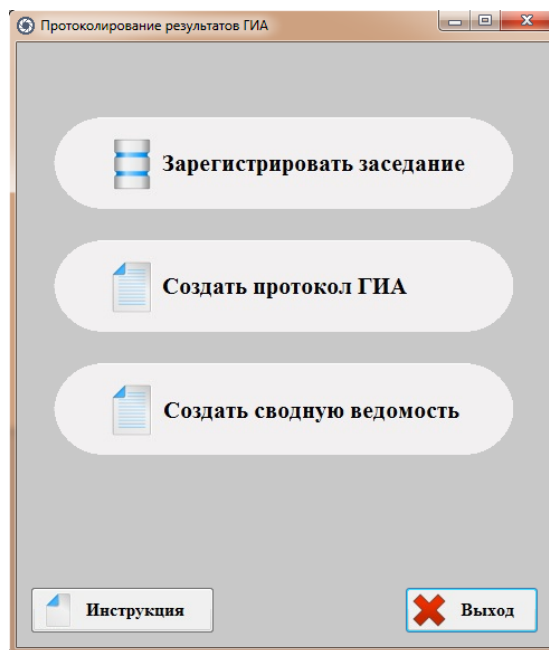 Протоколирование результатов ГИА
Зарегистрировать заседание
Создать протокол ГИА
Создать сводную ведомость
Инструкция
Выход